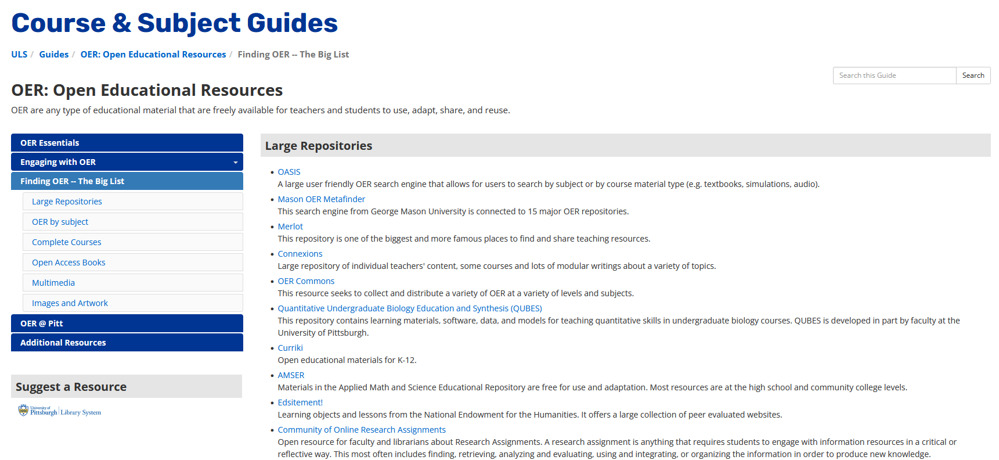 Course & Subject Guides
ULS / Guides / OER: Open Educational Resources / Finding OER -- The Big List
Search this Guide Search
OER: Open Educational Resources
OER are any type of educational material that are freely available for teachers and students to use, adapt, share, and reuse.
OER Essentials
Engaging with OER
Finding OER -- The Big List
Large Repositories
OER by subject
Complete Courses
Open Access Books
Multimedia
Images and Artwork
OER @ Pitt
Additional Resources
Suggest a Resource
University of
Pittsburgh | Library System
Large Repositories
• OASIS
A large user friendly OER search engine that allows for users to search by subject or by course material type (e.g. textbooks, simulations, audio).
• Mason OER Metafinder
This search engine from George Mason University is connected to 15 major OER repositories.
• Merlot
This repository is one of the biggest and more famous places to find and share teaching resources.
• Connexions
Large repository of individual teachers' content, some courses and lots of modular writings about a variety of topics.
• OER Commons
This resource seeks to collect and distribute a variety of OER at a variety of levels and subjects.
• Quantitative Undergraduate Biology Education and Synthesis (QUBES)
This repository contains learning materials, software, data, and models for teaching quantitative skills in undergraduate biology courses. QUBES is developed in part by faculty at the
University of Pittsburgh.
• Curriki
Open educational materials for K-12.
• AMSER
Materials in the Applied Math and Science Educational Repository are free for use and adaptation. Most resources are at the high school and community college levels.
• Edsitement!
Learning objects and lessons from the National Endowment for the Humanities. It offers a large collection of peer evaluated websites.
• Community of Online Research Assignments
Open resource for faculty and librarians about Research Assignments. A research assignment is anything that requires students to engage with information resources in a critical or
reflective way. This most often includes finding, retrieving, analyzing and evaluating, using and integrating, or organizing the information in order to produce new knowledge.